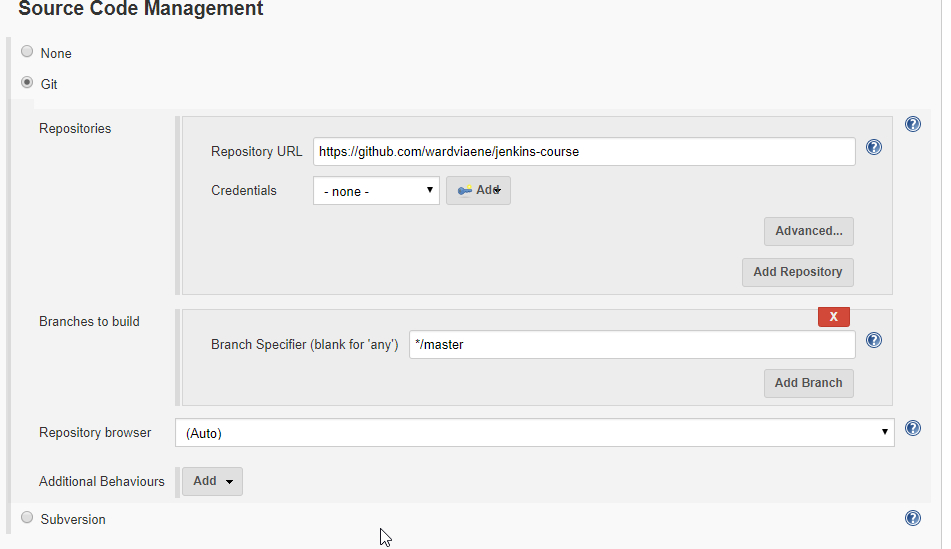 Source Code Management
None
Git
Repositories
Repository URL https://github.com/wardviaene/jenkins-course
Credentials - none - Add
Advanced...
Add Repository
Branches to build X
Branch Specifier (blank for 'any') */master
Add Branch
Repository browser (Auto)
Additional Behaviours Add
Subversion